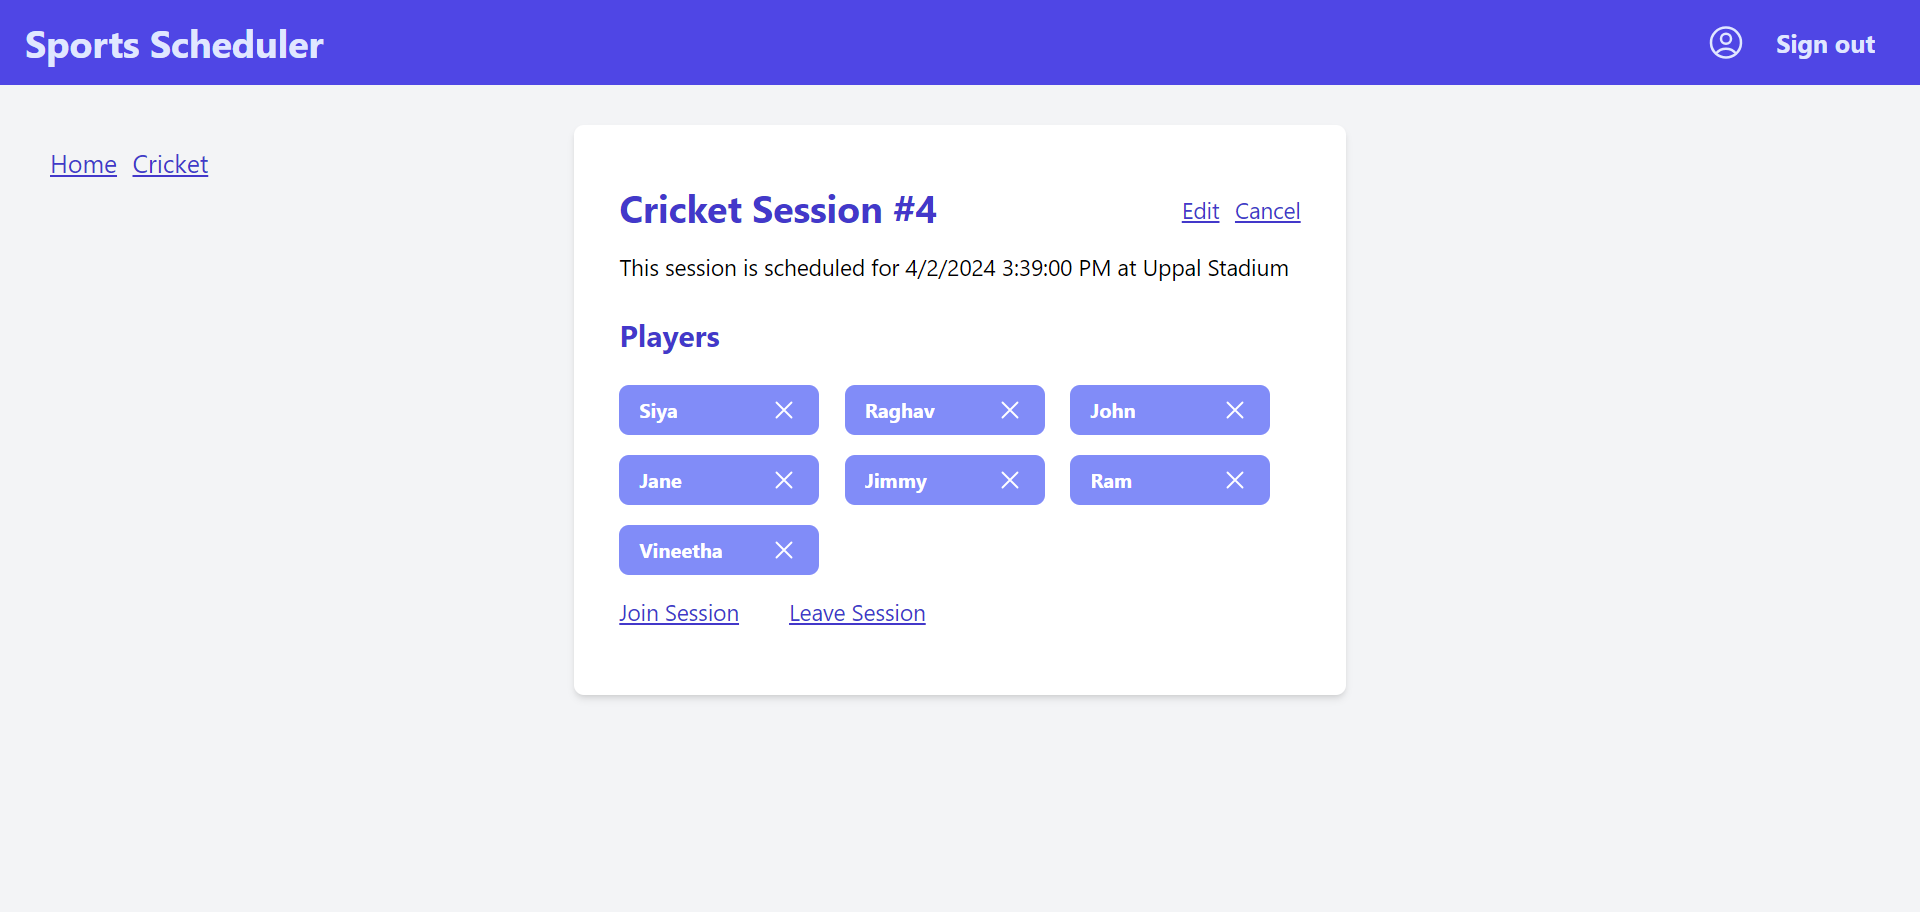 Sports Scheduler Sign out
Home Cricket
Cricket Session #4 Edit Cancel
This session is scheduled for 4/2/2024 3:39:00 PM at Uppal Stadium
Players
Siya Raghav John
Jane Jimmy Ram
Vineetha
Join Session Leave Session